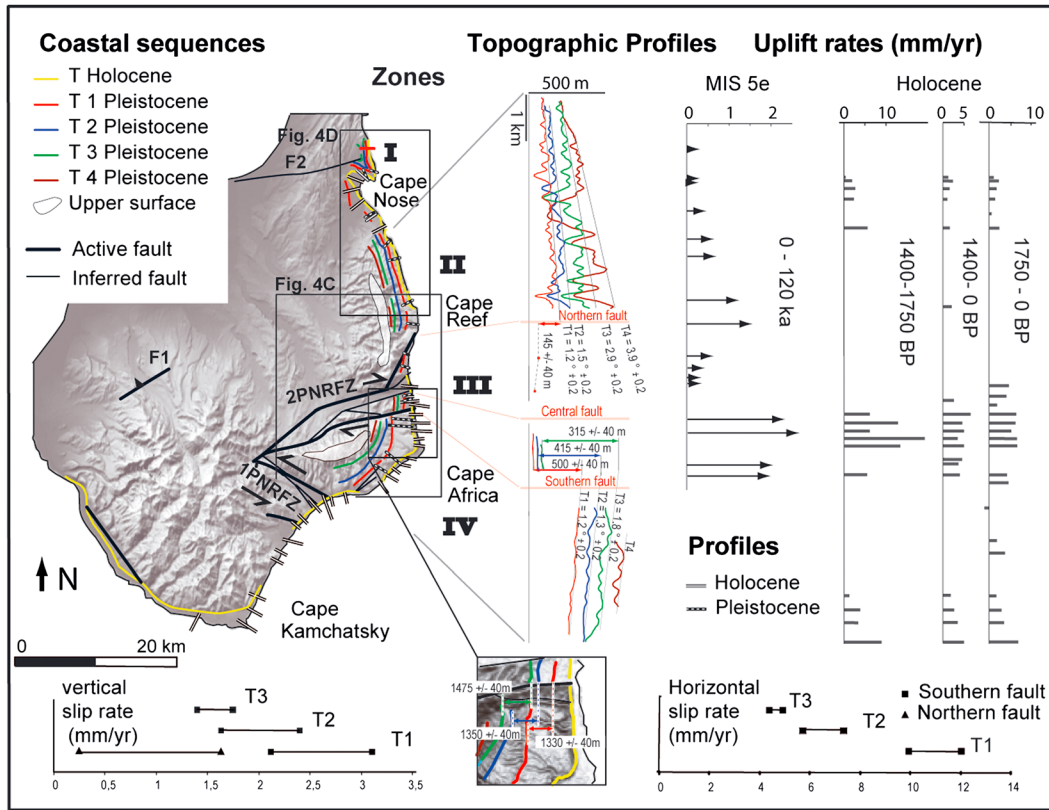 Coastal sequences
T Holocene
T 1 Pleistocene
T 2 Pleistocene
T 3 Pleistocene
T 4 Pleistocene
Upper surface
Active fault
Inferred fault
Zones
Fig. 4D
F2
I
Cape
Nose
II
Fig. 4C
Cape
Reef
F1
2PNRFZ
III
1PNRFZ
Cape
Africa
IV
N
Cape
Kamchatsky
0 20 km
Topographic Profiles
500 m
1 km
Northern fault
145 +/- 40 m
T1 = 1.2° ± 0.2
T2 = 1.5° ± 0.2
T3 = 2.9° ± 0.2
T4 = 3.9° ± 0.2
Central fault
315 +/- 40 m
415 +/- 40 m
500 +/- 40 m
Southern fault
T1 = 1.2° ± 0.2
T2 = 1.3° ± 0.2
T3 = 1.8° ± 0.2
T4
1475 +/- 40m
1350 +/- 40m
1330 +/- 40m
Uplift rates (mm/yr)
MIS 5e
0 1 2
0 - 120 ka
Holocene
0 10
1400-1750 BP
0 5
1400- 0 BP
0 10
1750 - 0 BP
Profiles
Holocene
Pleistocene
vertical
slip rate
(mm/yr)
T3
T2
T1
0 0,5 1 1,5 2 2,5 3 3,5
Horizontal
slip rate
(mm/yr)
T3
T2
T1
Southern fault
Northern fault
0 2 4 6 8 10 12 14